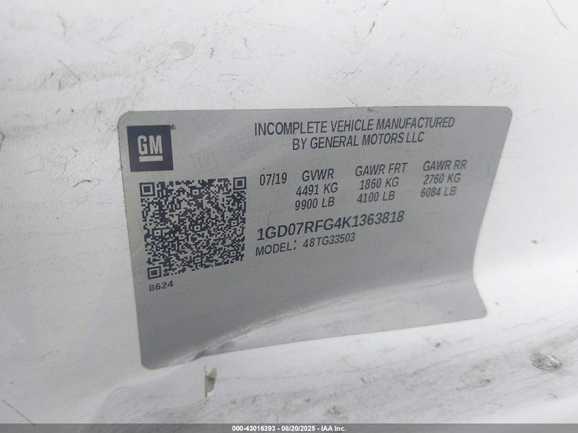 GM
INCOMPLETE VEHICLE MANUFACTURED
BY GENERAL MOTORS LLC
07/19 GVWR GAWR FRT GAWR RR
4491 KG 1860 KG 2760 KG
9900 LB 4100 LB 6084 LB
1GD07RFG4K1363818
MODEL: 48TG33503
8624
000-43016393 - 08/20/2025 - IAA Inc.